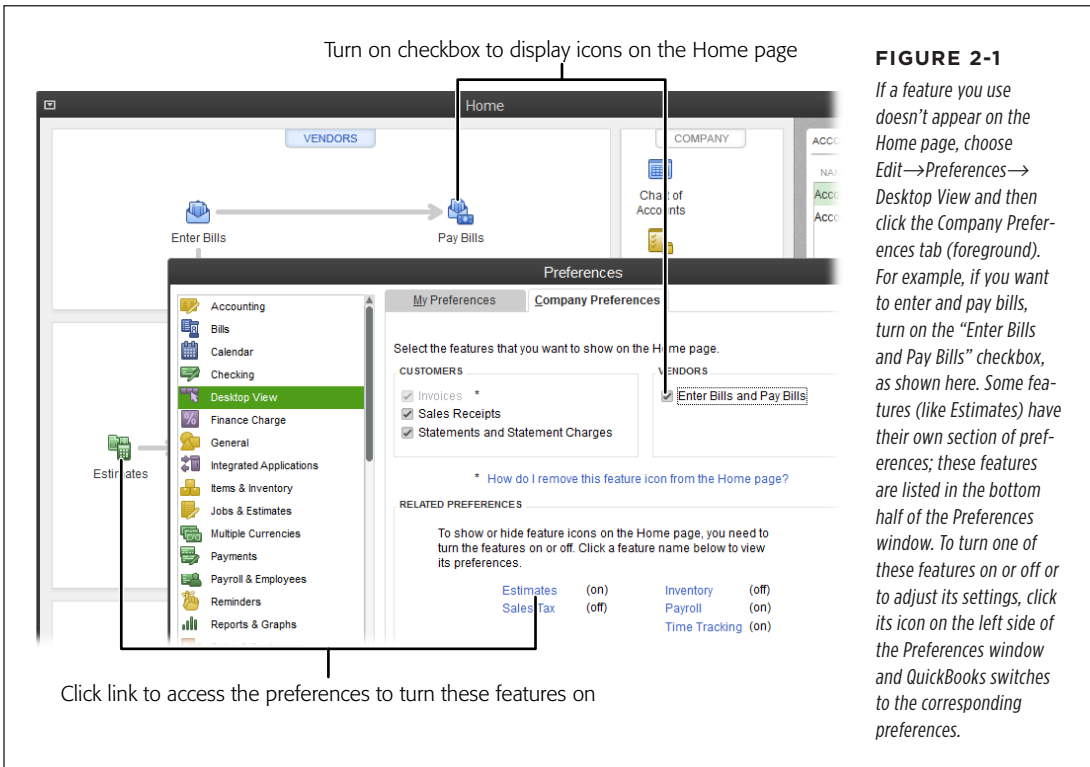 Turn on checkbox to display icons on the Home page
Home
VENDORS
COMPANY
Enter Bills
Pay Bills
Chart of
Accounts
Estimates
Preferences
Accounting
Bills
Calendar
Checking
Desktop View
Finance Charge
General
Integrated Applications
Items & Inventory
Jobs & Estimates
Multiple Currencies
Payments
Payroll & Employees
Reminders
Reports & Graphs
My Preferences
Company Preferences
Select the features that you want to show on the Home page.
CUSTOMERS
Invoices *
Sales Receipts
Statements and Statement Charges
VENDORS
Enter Bills and Pay Bills
* How do I remove this feature icon from the Home page?
RELATED PREFERENCES
To show or hide feature icons on the Home page, you need to
turn the features on or off. Click a feature name below to view
its preferences.
Estimates (on)
Sales Tax (off)
Inventory (off)
Payroll (on)
Time Tracking (on)
Click link to access the preferences to turn these features on
FIGURE 2-1
If a feature you use
doesn't appear on the
Home page, choose
Edit→Preferences→
Desktop View and then
click the Company Prefer-
ences tab (foreground).
For example, if you want
to enter and pay bills,
turn on the “Enter Bills
and Pay Bills” checkbox,
as shown here. Some fea-
tures (like Estimates) have
their own section of pref-
erences; these features
are listed in the bottom
half of the Preferences
window. To turn one of
these features on or off or
to adjust its settings, click
its icon on the left side of
the Preferences window
and QuickBooks switches
to the corresponding
preferences.